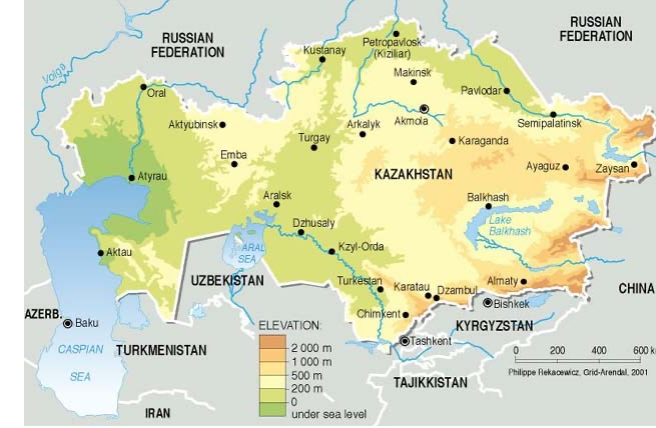 RUSSIAN
FEDERATION
RUSSIAN
FEDERATION
Volga
Petropavlosk
(Kiziliar)
Kustanay
Makinsk
Oral
Pavlodar
Aktyubinsk
Arkalyk
Akmola
Semipalatinsk
Turgay
Karaganda
Emba
Ayaguz
Zaysan
Atyrau
KAZAKHSTAN
Aralsk
Balkhash
Lake
Balkhash
Dzhusaly
Kzyl-Orda
Aktau
ARAL
SEA
UZBEKISTAN
Turkestan
Karatau
Dzambul
Almaty
CHINA
Bishkek
Chimkent
AZERB.
Baku
KYRGYZSTAN
ELEVATION:
2 000 m
1 000 m
500 m
200 m
0
under sea level
Tashkent
CASPIAN
SEA
TURKMENISTAN
0 200 400 600 k
Philippe Rekacewicz, Grid-Arendal, 2001
TAJIKKISTAN
IRAN